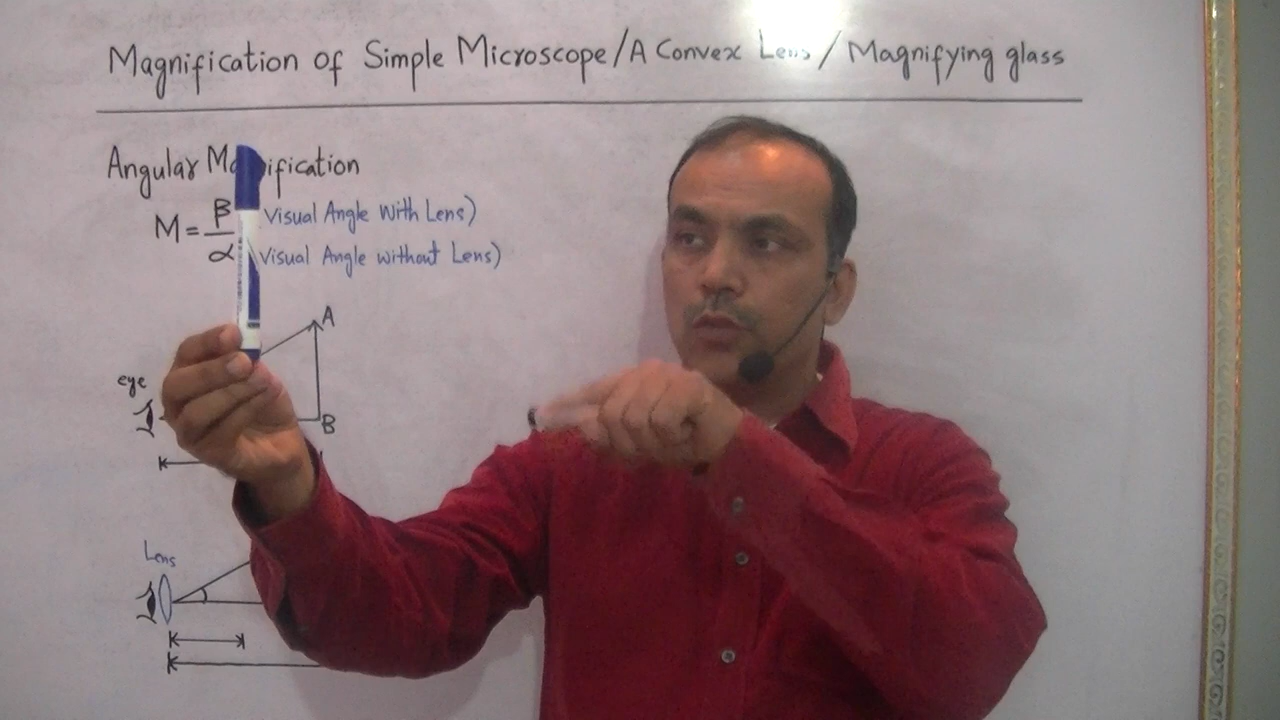 Magnification of Simple Microscope/A Convex Lens/Magnifying glass
Angular
M = β Visual Angle With Lens)
α Visual Angle without Lens)
A
eye
B
Lens